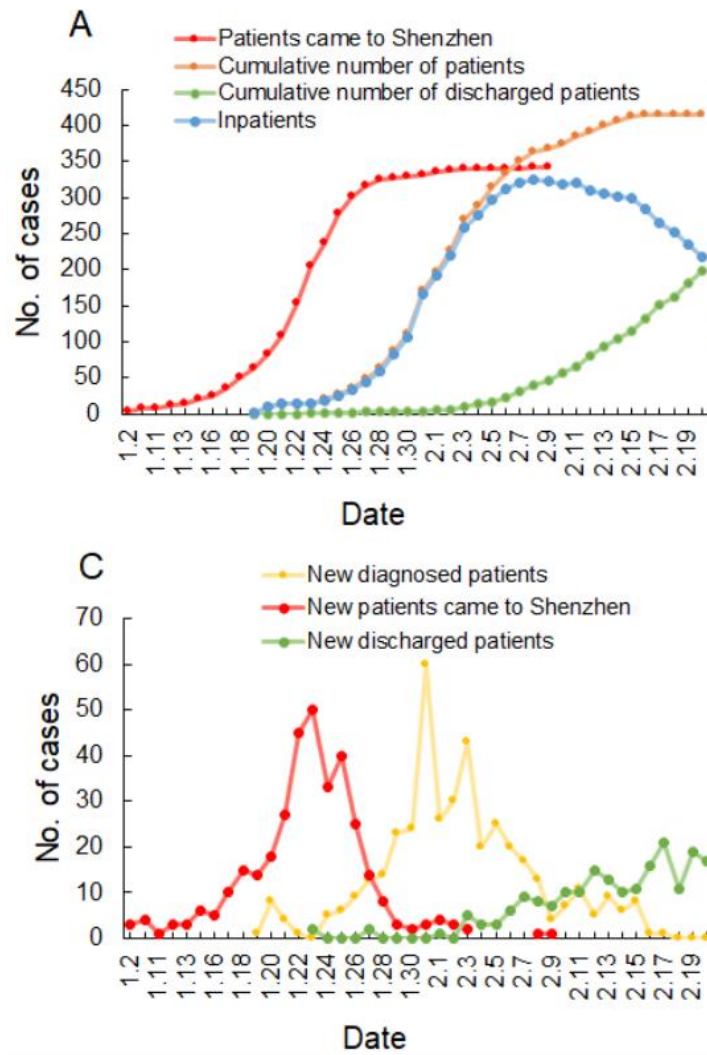 A
Patients came to Shenzhen
Cumulative number of patients
Cumulative number of discharged patients
Inpatients
450
400
350
300
250
200
150
100
50
0
No. of cases
1.2 1.11 1.13 1.16 1.18 1.20 1.22 1.24 1.26 1.28 1.30 2.1 2.3 2.5 2.7 2.9 2.11 2.13 2.15 2.17 2.19
Date
C
New diagnosed patients
New patients came to Shenzhen
New discharged patients
70
60
50
40
30
20
10
0
No. of cases
1.2 1.11 1.13 1.16 1.18 1.20 1.22 1.24 1.26 1.28 1.30 2.1 2.3 2.5 2.7 2.9 2.11 2.13 2.15 2.17 2.19
Date